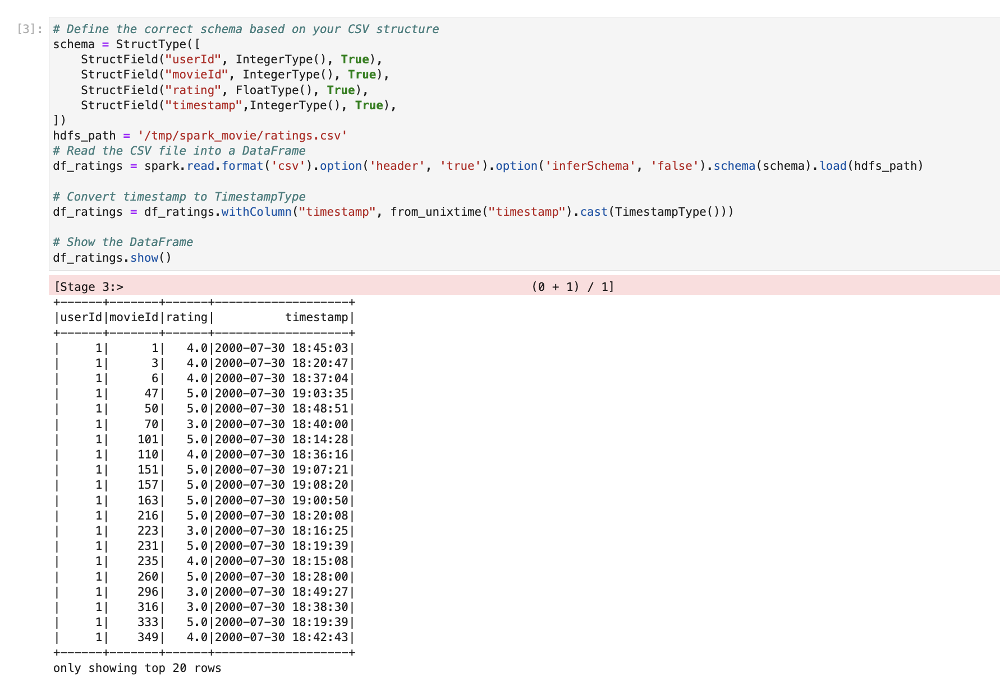 [3]: # Define the correct schema based on your CSV structure
schema = StructType([
    StructField("userId", IntegerType(), True),
    StructField("movieId", IntegerType(), True),
    StructField("rating", FloatType(), True),
    StructField("timestamp",IntegerType(), True),
])
hdfs_path = '/tmp/spark_movie/ratings.csv'
# Read the CSV file into a DataFrame
df_ratings = spark.read.format('csv').option('header', 'true').option('inferSchema', 'false').schema(schema).load(hdfs_path)

# Convert timestamp to TimestampType
df_ratings = df_ratings.withColumn("timestamp", from_unixtime("timestamp").cast(TimestampType()))

# Show the DataFrame
df_ratings.show()
[Stage 3:>                                                          (0 + 1) / 1]
+------+-------+------+-------------------+
|userId|movieId|rating|          timestamp|
+------+-------+------+-------------------+
|     1|      1|   4.0|2000-07-30 18:45:03|
|     1|      3|   4.0|2000-07-30 18:20:47|
|     1|      6|   4.0|2000-07-30 18:37:04|
|     1|     47|   5.0|2000-07-30 19:03:35|
|     1|     50|   5.0|2000-07-30 18:48:51|
|     1|     70|   3.0|2000-07-30 18:40:00|
|     1|    101|   5.0|2000-07-30 18:14:28|
|     1|    110|   4.0|2000-07-30 18:36:16|
|     1|    151|   5.0|2000-07-30 19:07:21|
|     1|    157|   5.0|2000-07-30 19:08:20|
|     1|    163|   5.0|2000-07-30 19:00:50|
|     1|    216|   5.0|2000-07-30 18:20:08|
|     1|    223|   3.0|2000-07-30 18:16:25|
|     1|    231|   5.0|2000-07-30 18:19:39|
|     1|    235|   4.0|2000-07-30 18:15:08|
|     1|    260|   5.0|2000-07-30 18:28:00|
|     1|    296|   3.0|2000-07-30 18:49:27|
|     1|    316|   3.0|2000-07-30 18:38:30|
|     1|    333|   5.0|2000-07-30 18:19:39|
|     1|    349|   4.0|2000-07-30 18:42:43|
+------+-------+------+-------------------+
only showing top 20 rows